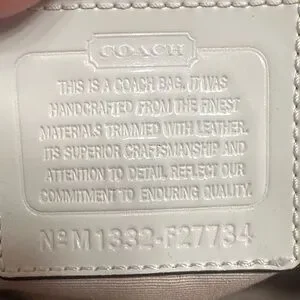 COACH
THIS IS A COACH BAG. IT WAS
HANDCRAFTED FROM THE FINEST
MATERIALS TRIMMED WITH LEATHER.
ITS SUPERIOR CRAFTSMANSHIP AND
ATTENTION TO DETAIL REFLECT OUR
COMMITMENT TO ENDURING QUALITY.
Nº M1332-F27734